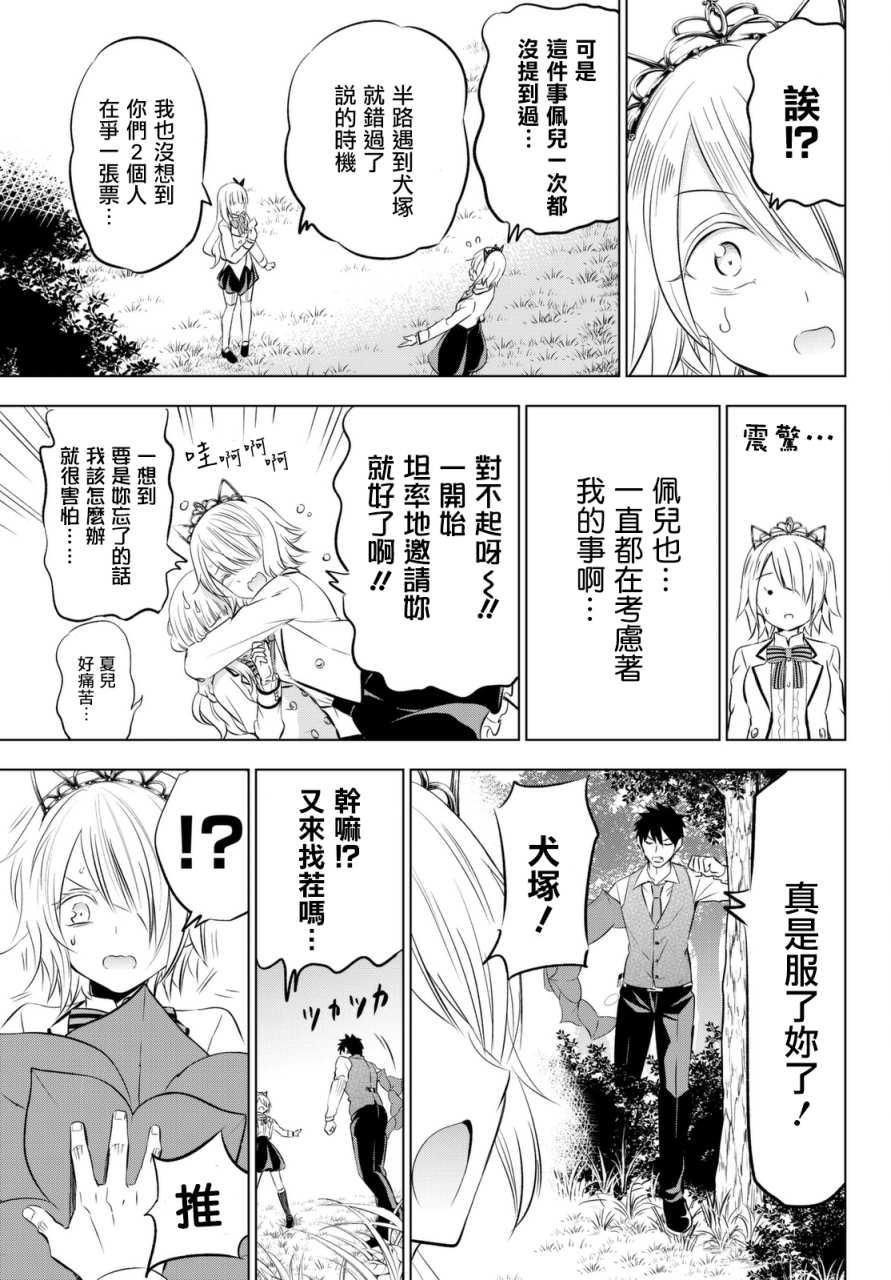 誒!?
可是
這件事佩兒一次都
沒提到過…
半路遇到犬塚
就錯過了
説的時機
我也沒想到
你們2個人
在爭一張票…
震驚…
佩兒也…
一直都在考慮著
我的事啊…
對不起呀～!!
一開始
坦率地邀請妳
就好了啊!!
哇啊啊啊
一想到
要是妳忘了的話
我該怎麼辦
就很害怕……
夏兒
好痛苦…
真是服了妳了!
犬塚!
幹嘛!?
又來找茬嗎…
ツカツカ
!?
推